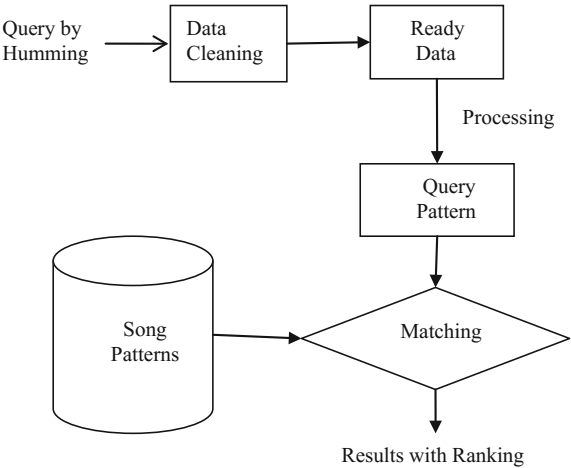 Query by
Humming
Data
Cleaning
Ready
Data
Processing
Query
Pattern
Song
Patterns
Matching
Results with Ranking